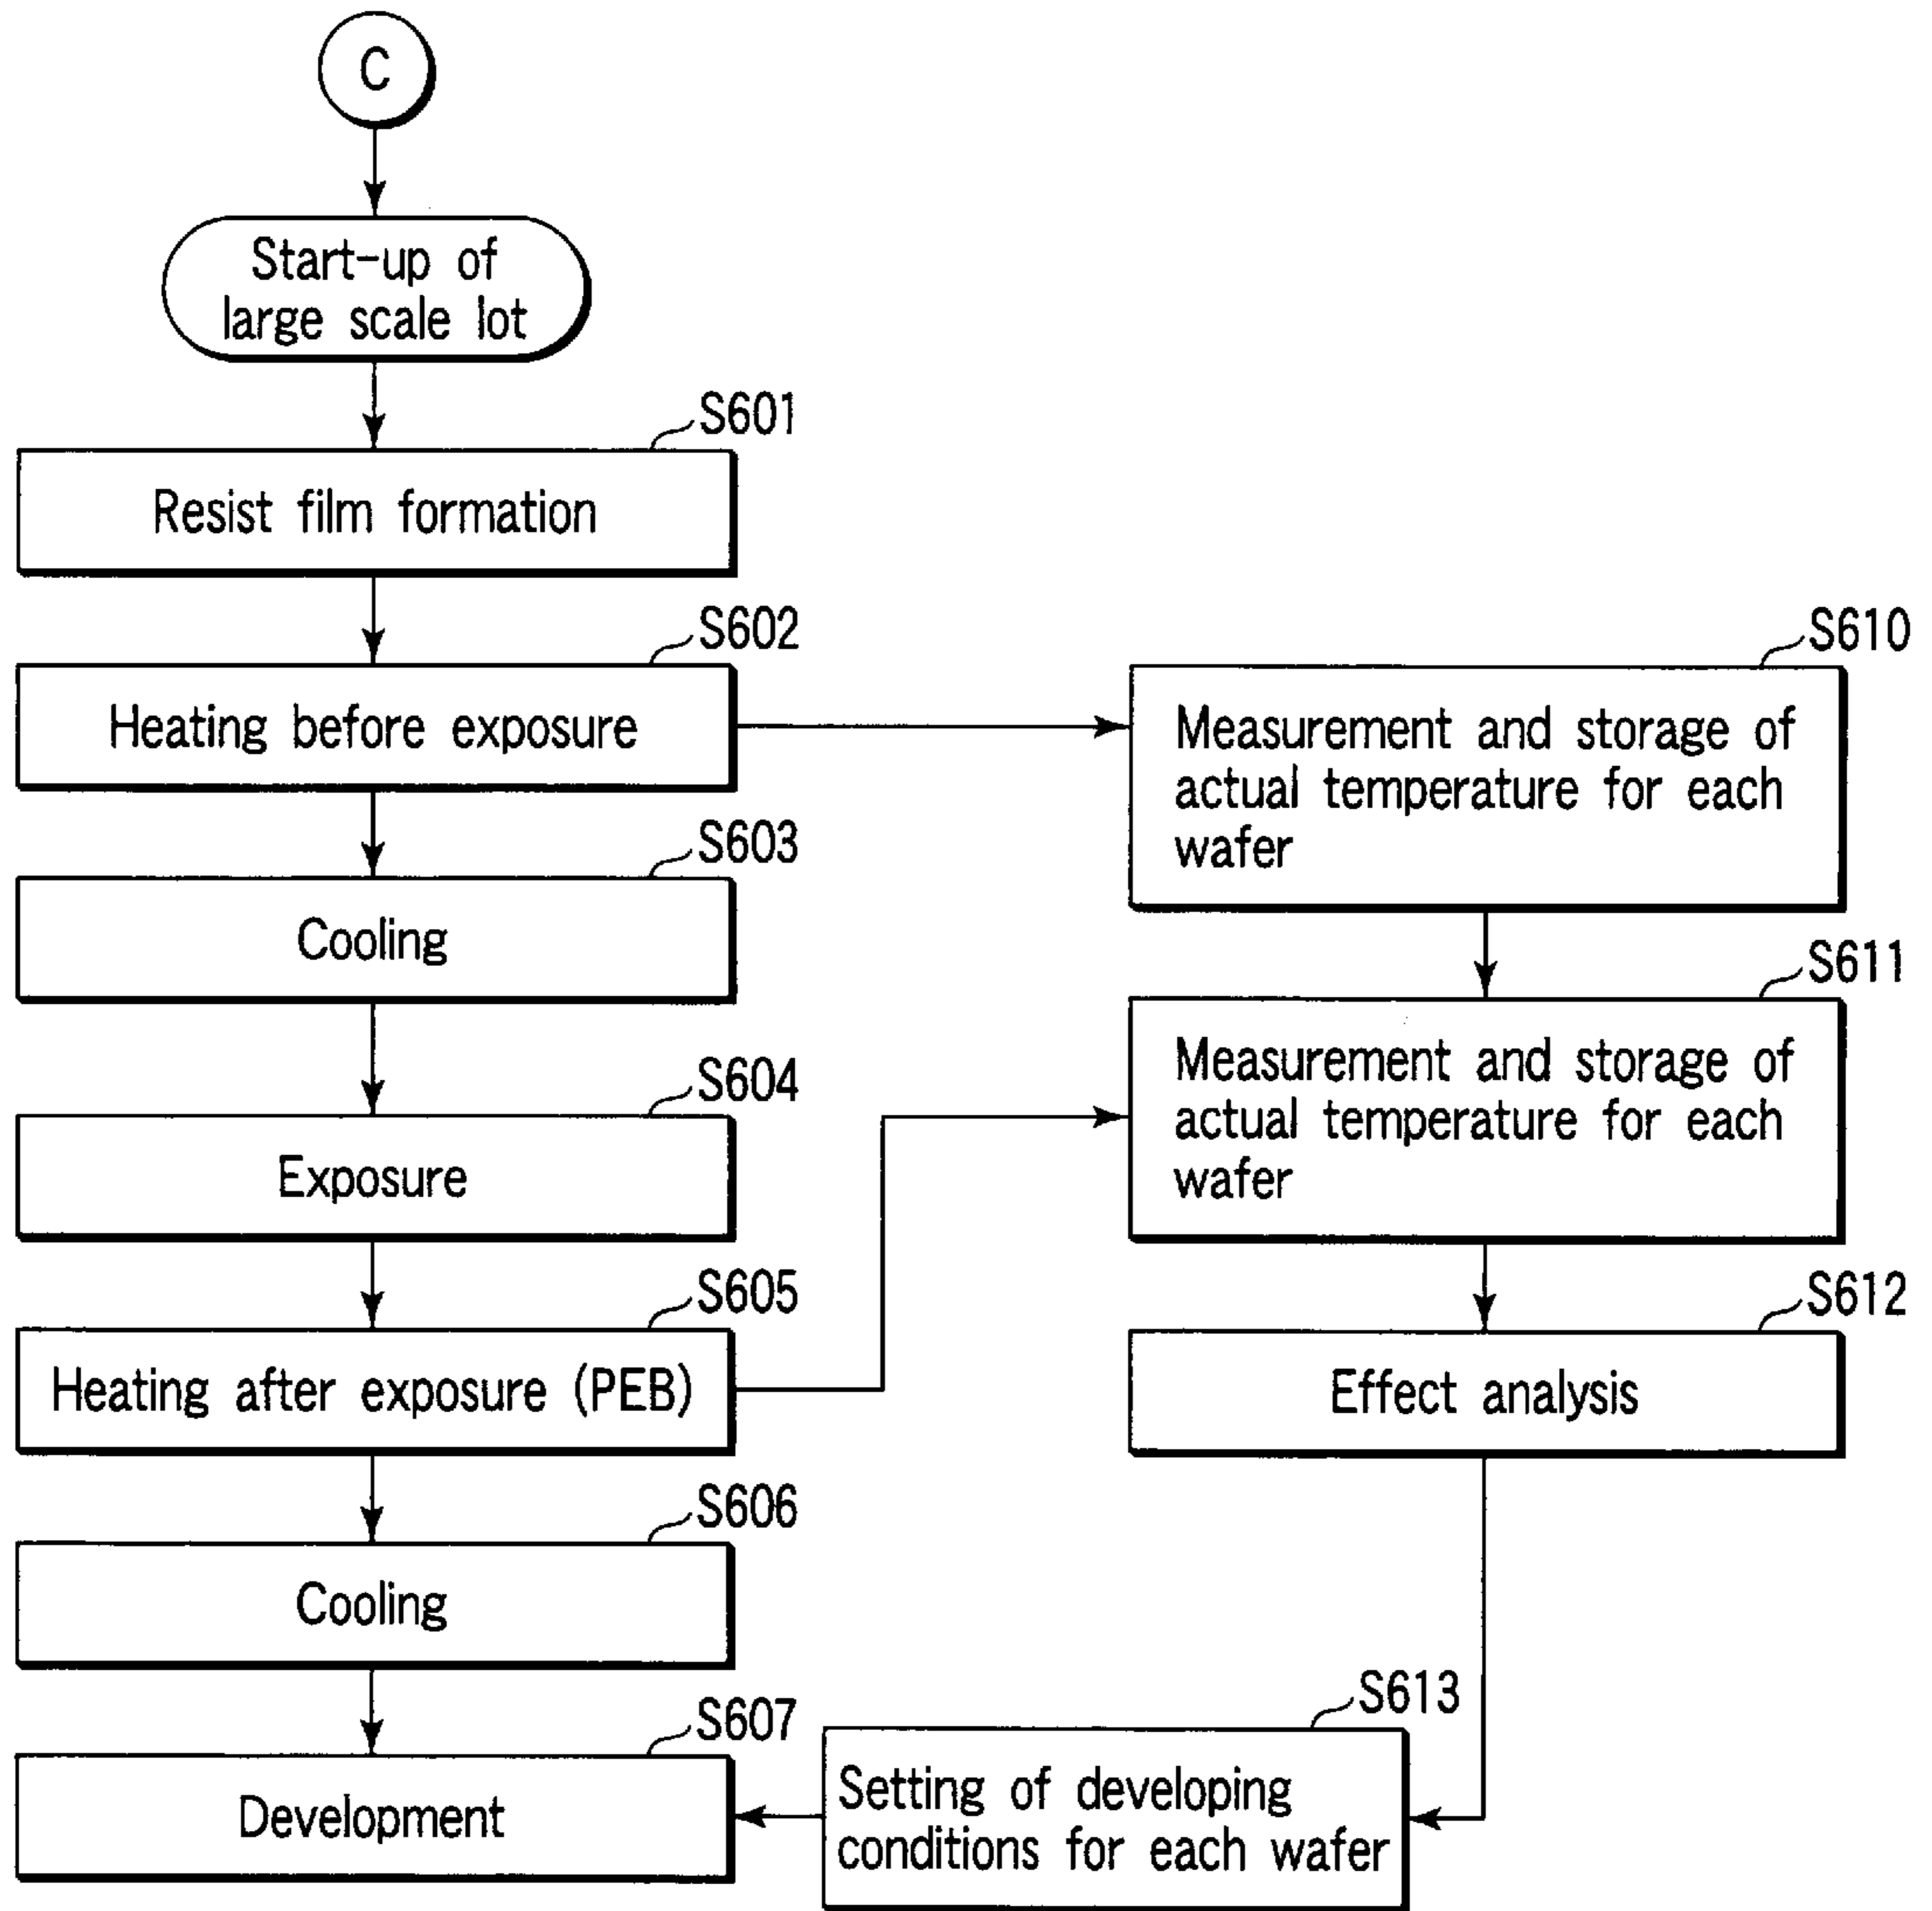 C
Start-up of
large scale lot
S601
Resist film formation
S602
Heating before exposure
S603
Cooling
S604
Exposure
S605
Heating after exposure (PEB)
S606
Cooling
S607
Development
S610
Measurement and storage of
actual temperature for each
wafer
S611
Measurement and storage of
actual temperature for each
wafer
S612
Effect analysis
S613
Setting of developing
conditions for each wafer